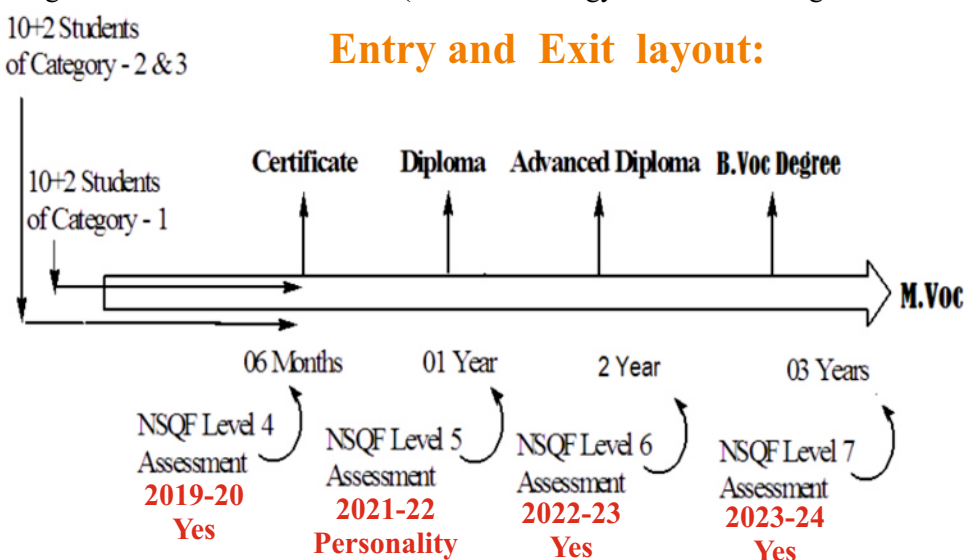 10+2 Students
of Category - 2 & 3
Entry and Exit layout:
10+2 Students
of Category - 1
Certificate
Diploma
Advanced Diploma
B.Voc Degree
M.Voc
06 Months
01 Year
2 Year
03 Years
NSQF Level 4
Assessment
2019-20
Yes
NSQF Level 5
Assessment
2021-22
Personality
NSQF Level 6
Assessment
2022-23
Yes
NSQF Level 7
Assessment
2023-24
Yes